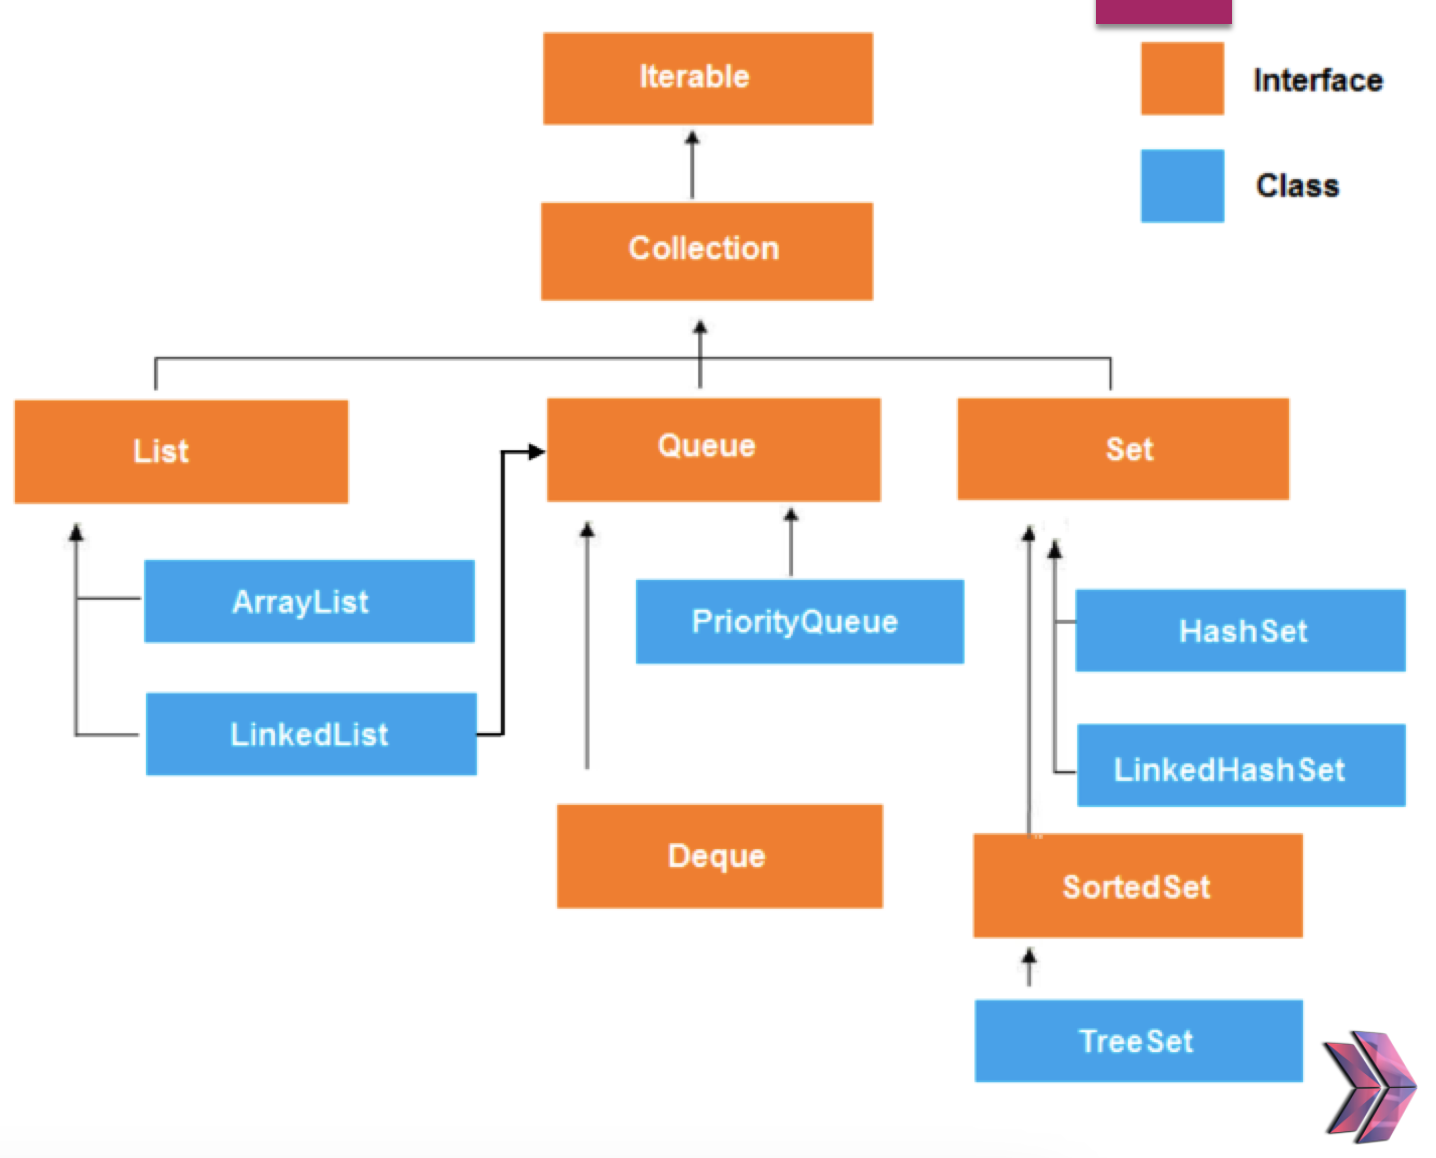 Iterable
Interface
Class
Collection
List
Queue
Set
ArrayList
PriorityQueue
HashSet
LinkedList
LinkedHashSet
Deque
SortedSet
TreeSet